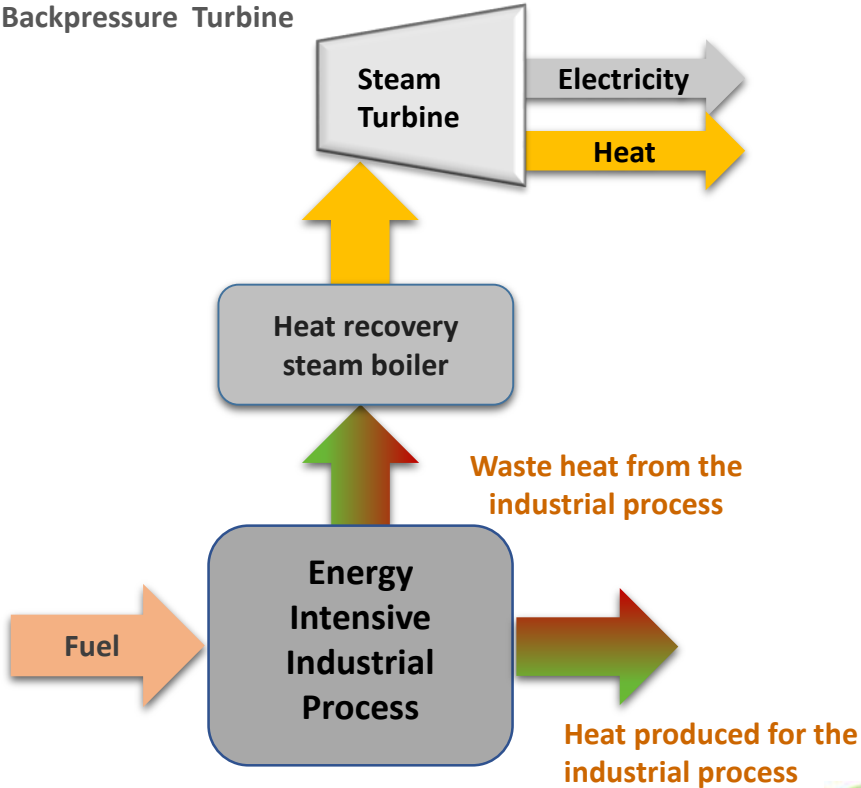 Backpressure Turbine
Steam
Turbine
Electricity
Heat
Heat recovery
steam boiler
Waste heat from the
industrial process
Energy
Intensive
Industrial
Process
Fuel
Heat produced for the
industrial process